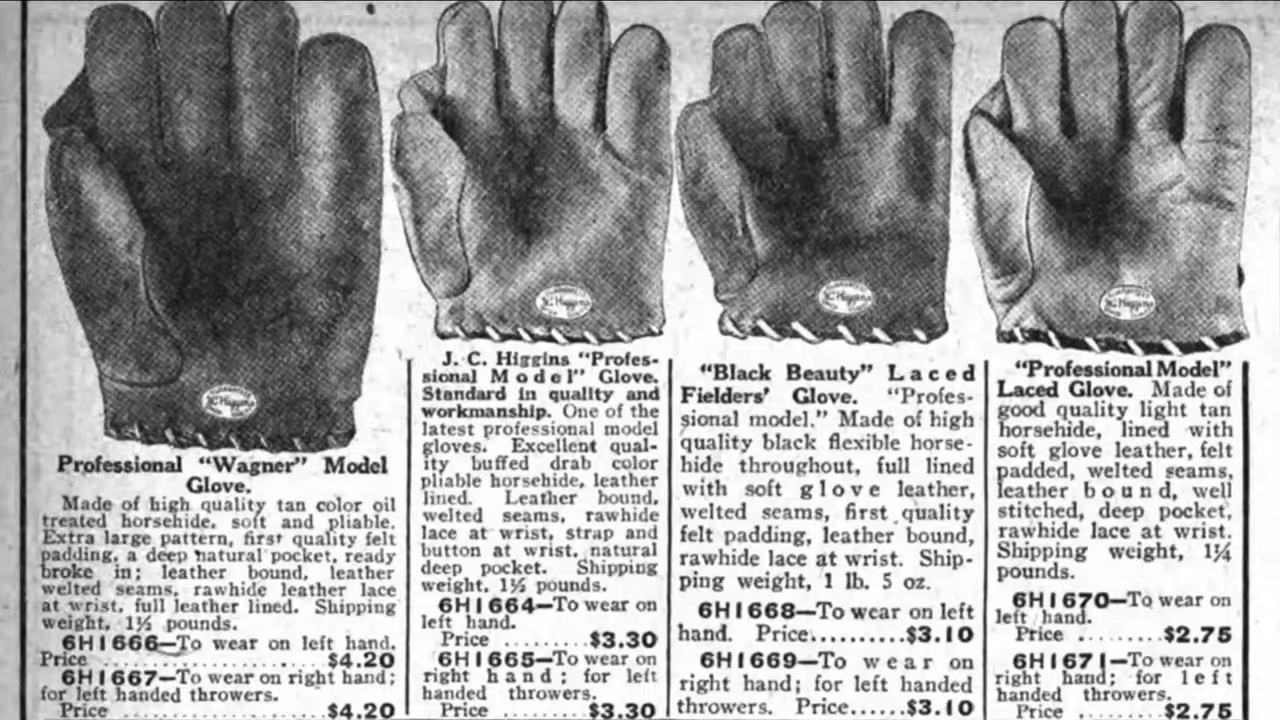 J.C. Higgins
J.C. Higgins
J.C. Higgins
J.C. Higgins
Professional "Wagner" Model
Glove.
Made of high quality tan color oil
treated horsehide, soft and pliable.
Extra large pattern, first quality felt
padding, a deep natural pocket, ready
broke in; leather bound, leather
welted seams, rawhide leather lace
at wrist, full leather lined. Shipping
weight, 1½ pounds.
6H1666—To wear on left hand.
Price ........................ $4.20
6H1667—To wear on right hand;
for left handed throwers.
Price ........................ $4.20
J. C. Higgins "Profes-
sional Model" Glove.
Standard in quality and
workmanship. One of the
latest professional model
gloves. Excellent qual-
ity buffed drab color
pliable horsehide, leather
lined. Leather bound,
welted seams, rawhide
lace at wrist, strap and
button at wrist, natural
deep pocket. Shipping
weight, 1½ pounds.
6H1664—To wear on
left hand.
Price ........ $3.30
6H1665—To wear on
right hand; for left
handed throwers.
Price ........ $3.30
"Black Beauty" Laced
Fielders' Glove. "Profes-
sional model." Made of high
quality black flexible horse-
hide throughout, full lined
with soft glove leather,
welted seams, first quality
felt padding, leather bound,
rawhide lace at wrist. Ship-
ping weight, 1 lb. 5 oz.
6H1668—To wear on left
hand. Price.........$3.10
6H1669—To wear on
right hand; for left handed
throwers. Price......$3.10
"Professional Model"
Laced Glove. Made of
good quality light tan
horsehide, lined with
soft glove leather, felt
padded, welted seams,
leather bound, well
stitched, deep pocket,
rawhide lace at wrist.
Shipping weight, 1¼
pounds.
6H1670—To wear on
left hand.
Price ........ $2.75
6H1671—To wear on
right hand; for left
handed throwers.
Price ........ $2.75